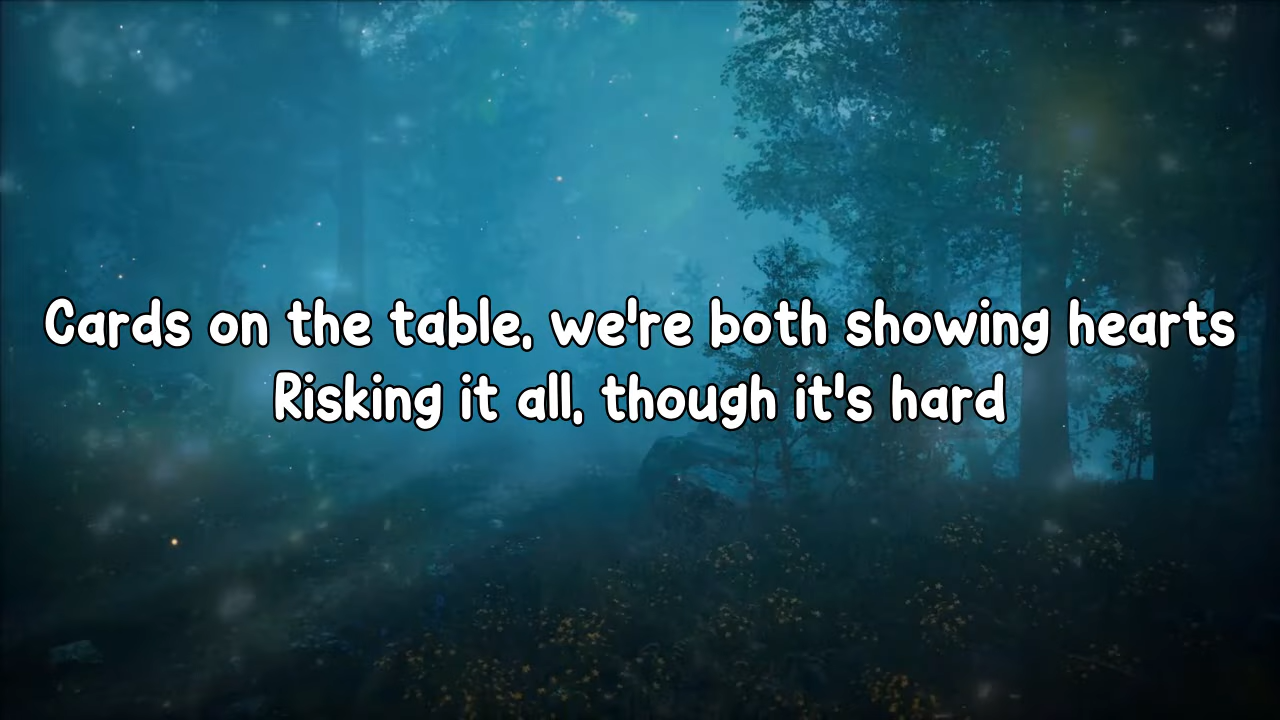 Cards on the table, we're both showing hearts
Risking it all, though it's hard